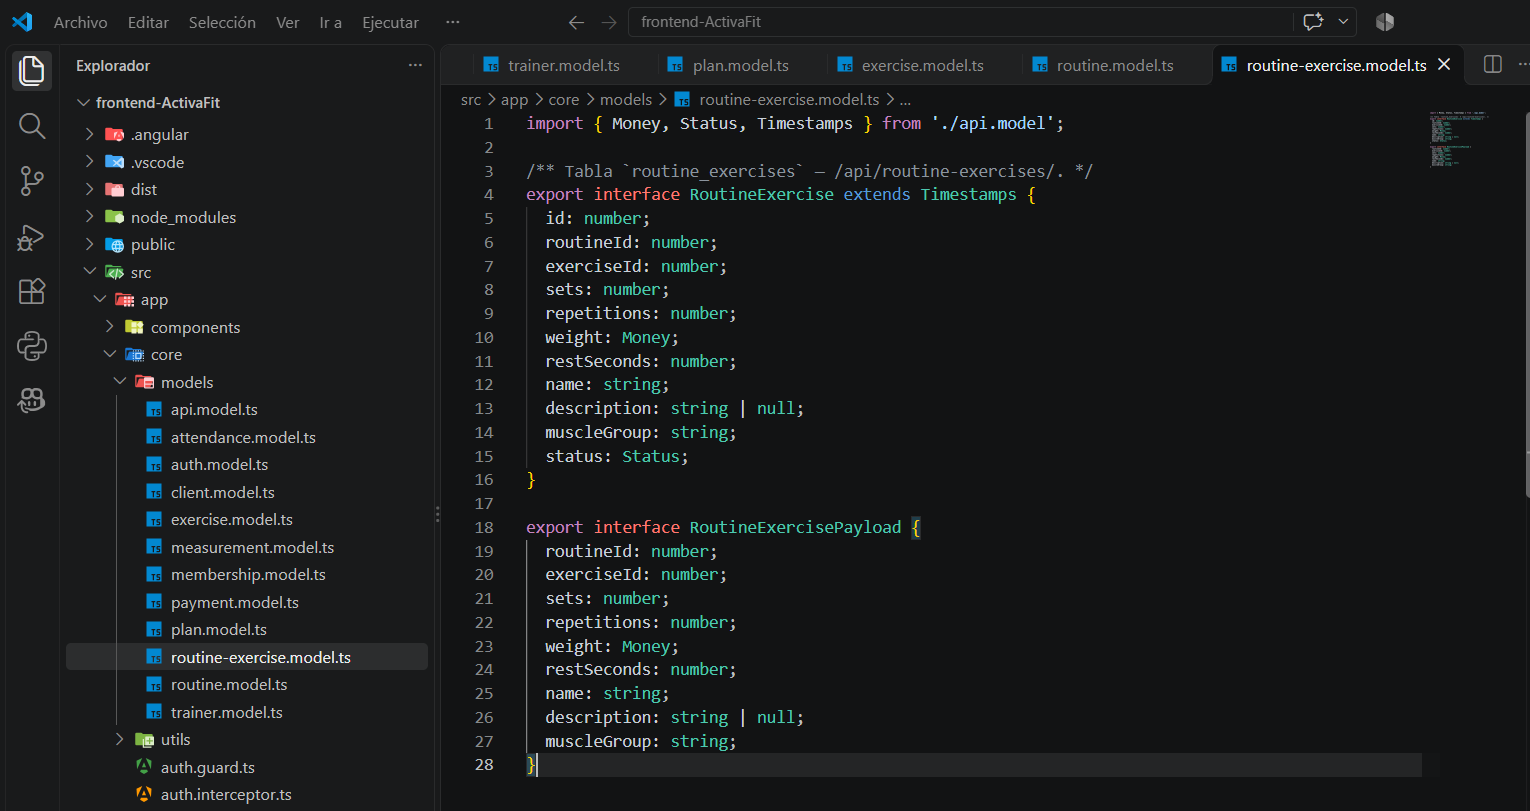 Archivo Editar Selección Ver Ir a Ejecutar ···
frontend-ActivaFit
Explorador ···
frontend-ActivaFit
.angular
.vscode
dist
node_modules
public
src
app
components
core
models
api.model.ts
attendance.model.ts
auth.model.ts
client.model.ts
exercise.model.ts
measurement.model.ts
membership.model.ts
payment.model.ts
plan.model.ts
routine-exercise.model.ts
routine.model.ts
trainer.model.ts
utils
auth.guard.ts
auth.interceptor.ts
trainer.model.ts plan.model.ts exercise.model.ts routine.model.ts routine-exercise.model.ts
src > app > core > models > routine-exercise.model.ts > ...
1 import { Money, Status, Timestamps } from './api.model';
2
3 /** Tabla `routine_exercises` — /api/routine-exercises/. */
4 export interface RoutineExercise extends Timestamps {
5 id: number;
6 routineId: number;
7 exerciseId: number;
8 sets: number;
9 repetitions: number;
10 weight: Money;
11 restSeconds: number;
12 name: string;
13 description: string | null;
14 muscleGroup: string;
15 status: Status;
16 }
17
18 export interface RoutineExercisePayload {
19 routineId: number;
20 exerciseId: number;
21 sets: number;
22 repetitions: number;
23 weight: Money;
24 restSeconds: number;
25 name: string;
26 description: string | null;
27 muscleGroup: string;
28 }